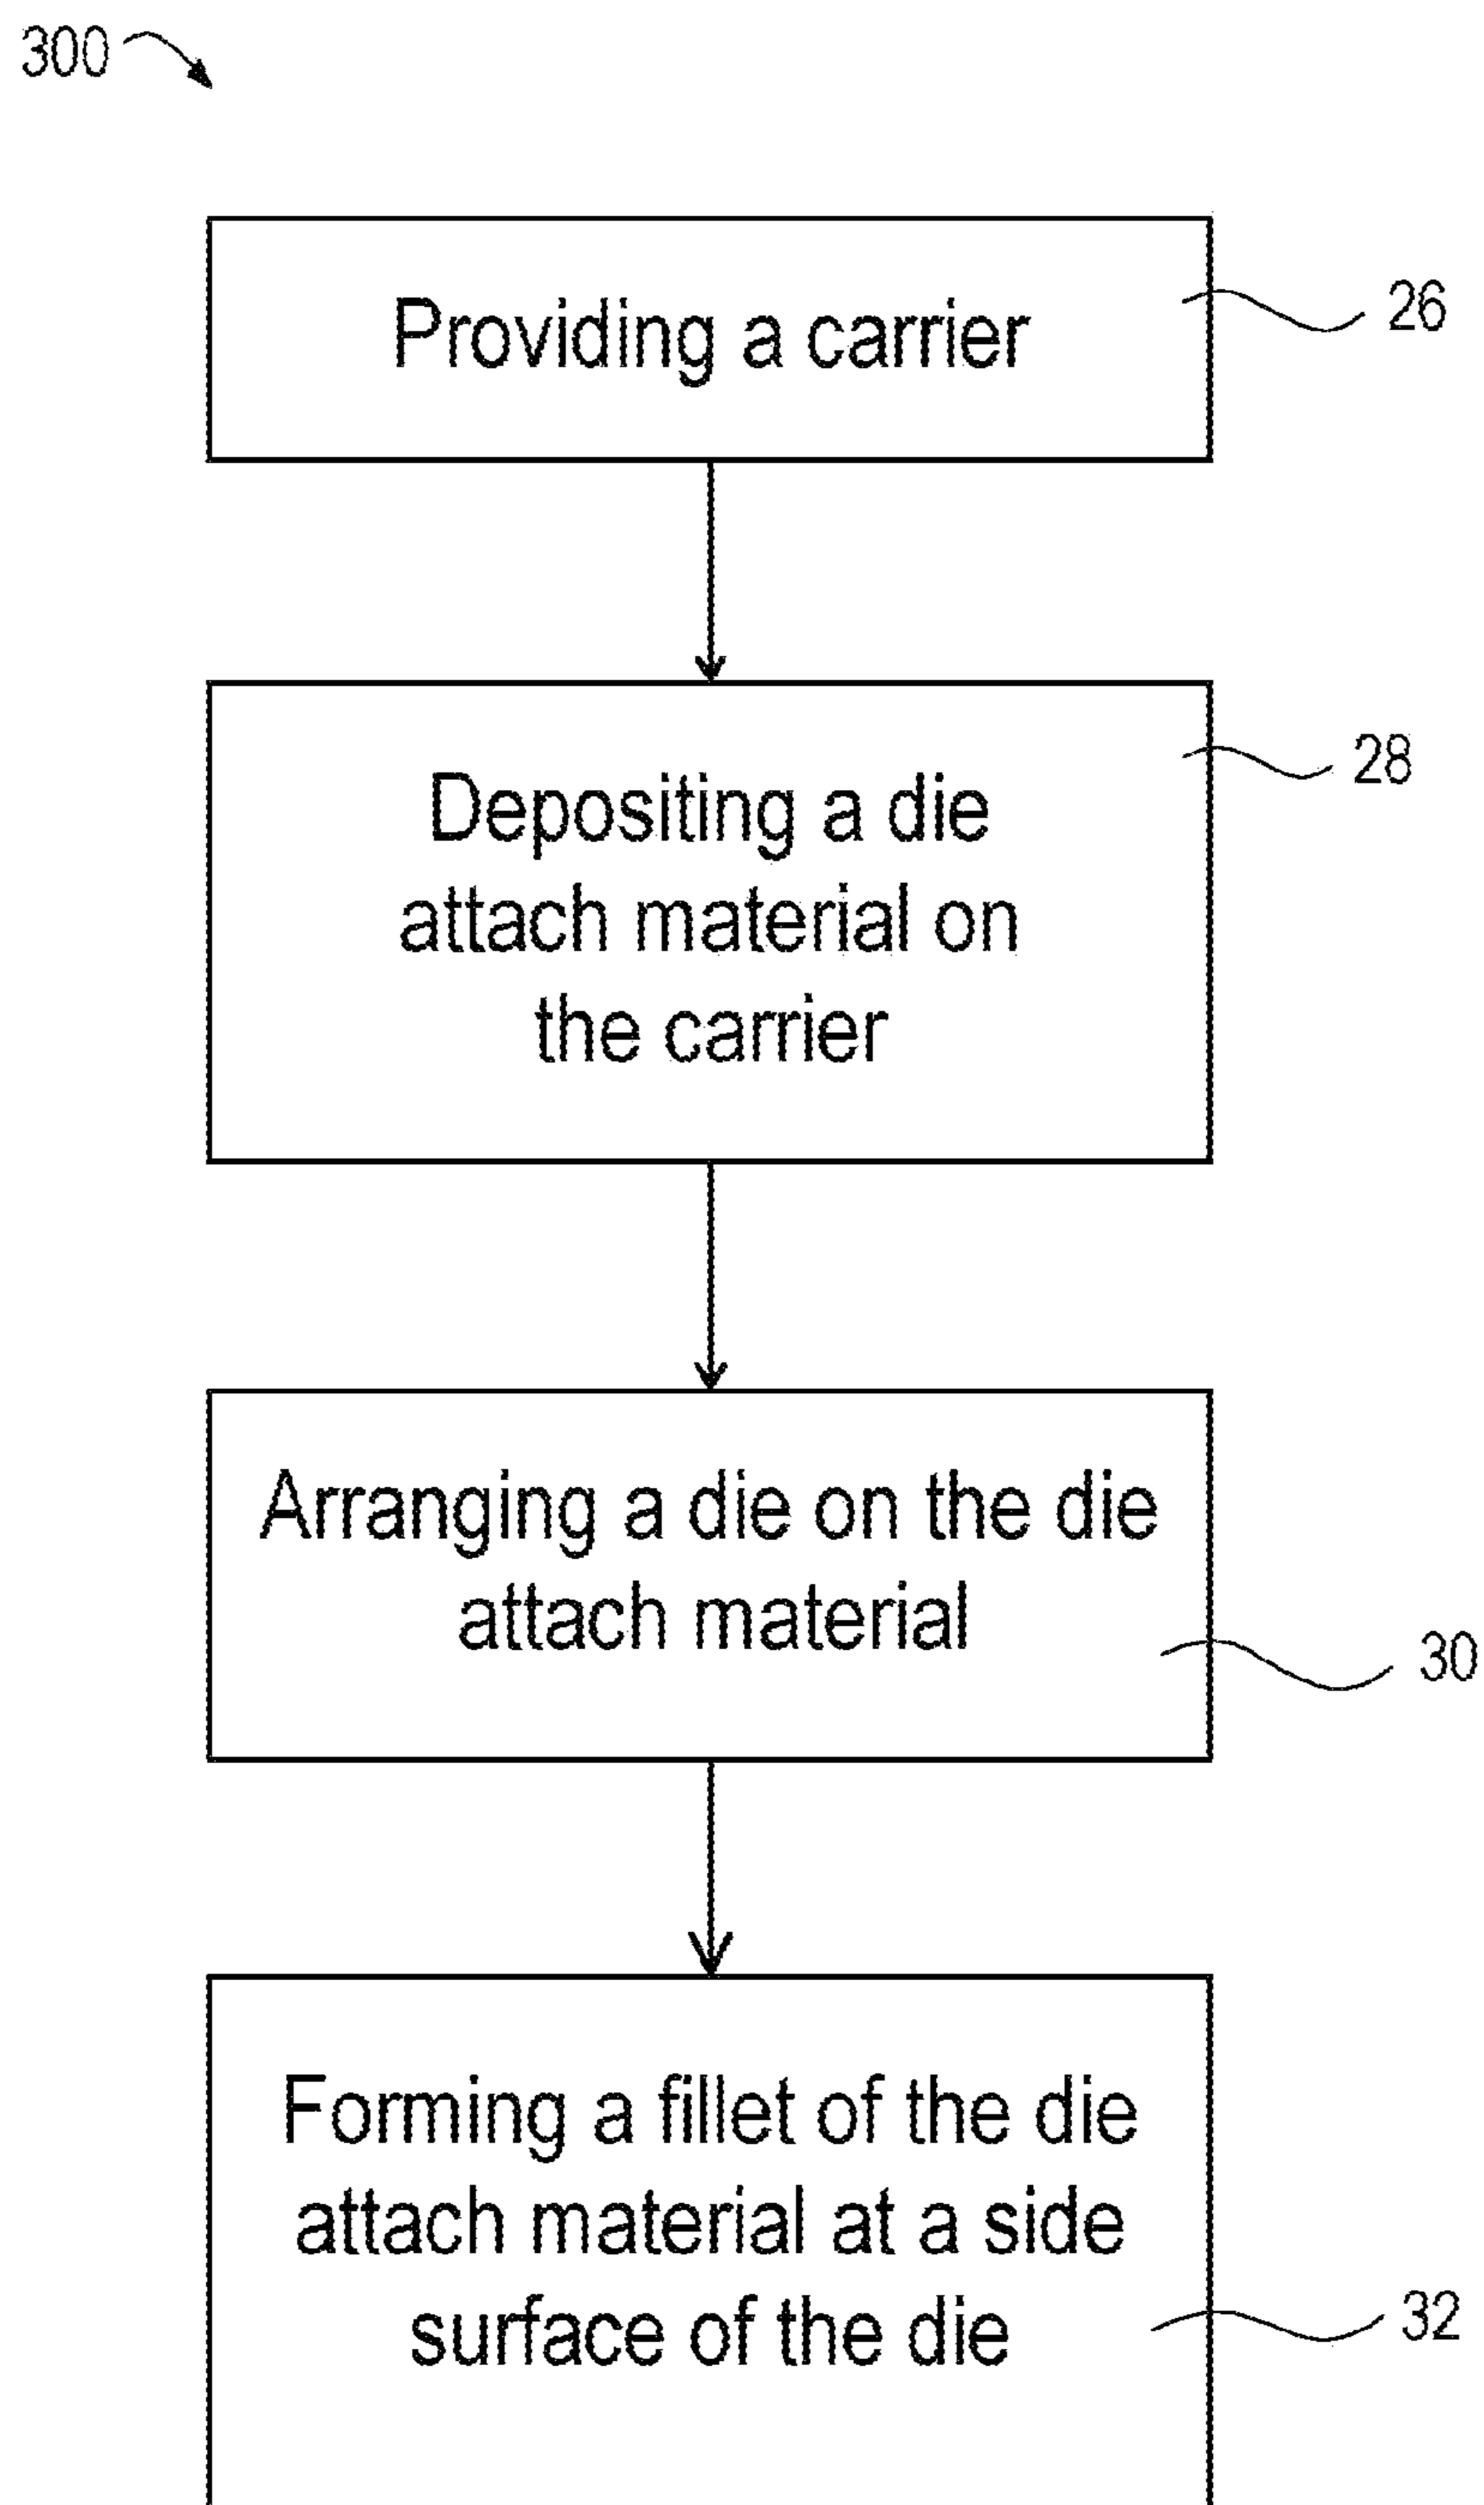 300
Providing a carrier
26
Depositing a die
28
attach material on
the carrier
Arranging a die on the die
attach material
30
Forming a fillet of the die
attach material at a side
surface of the die
32